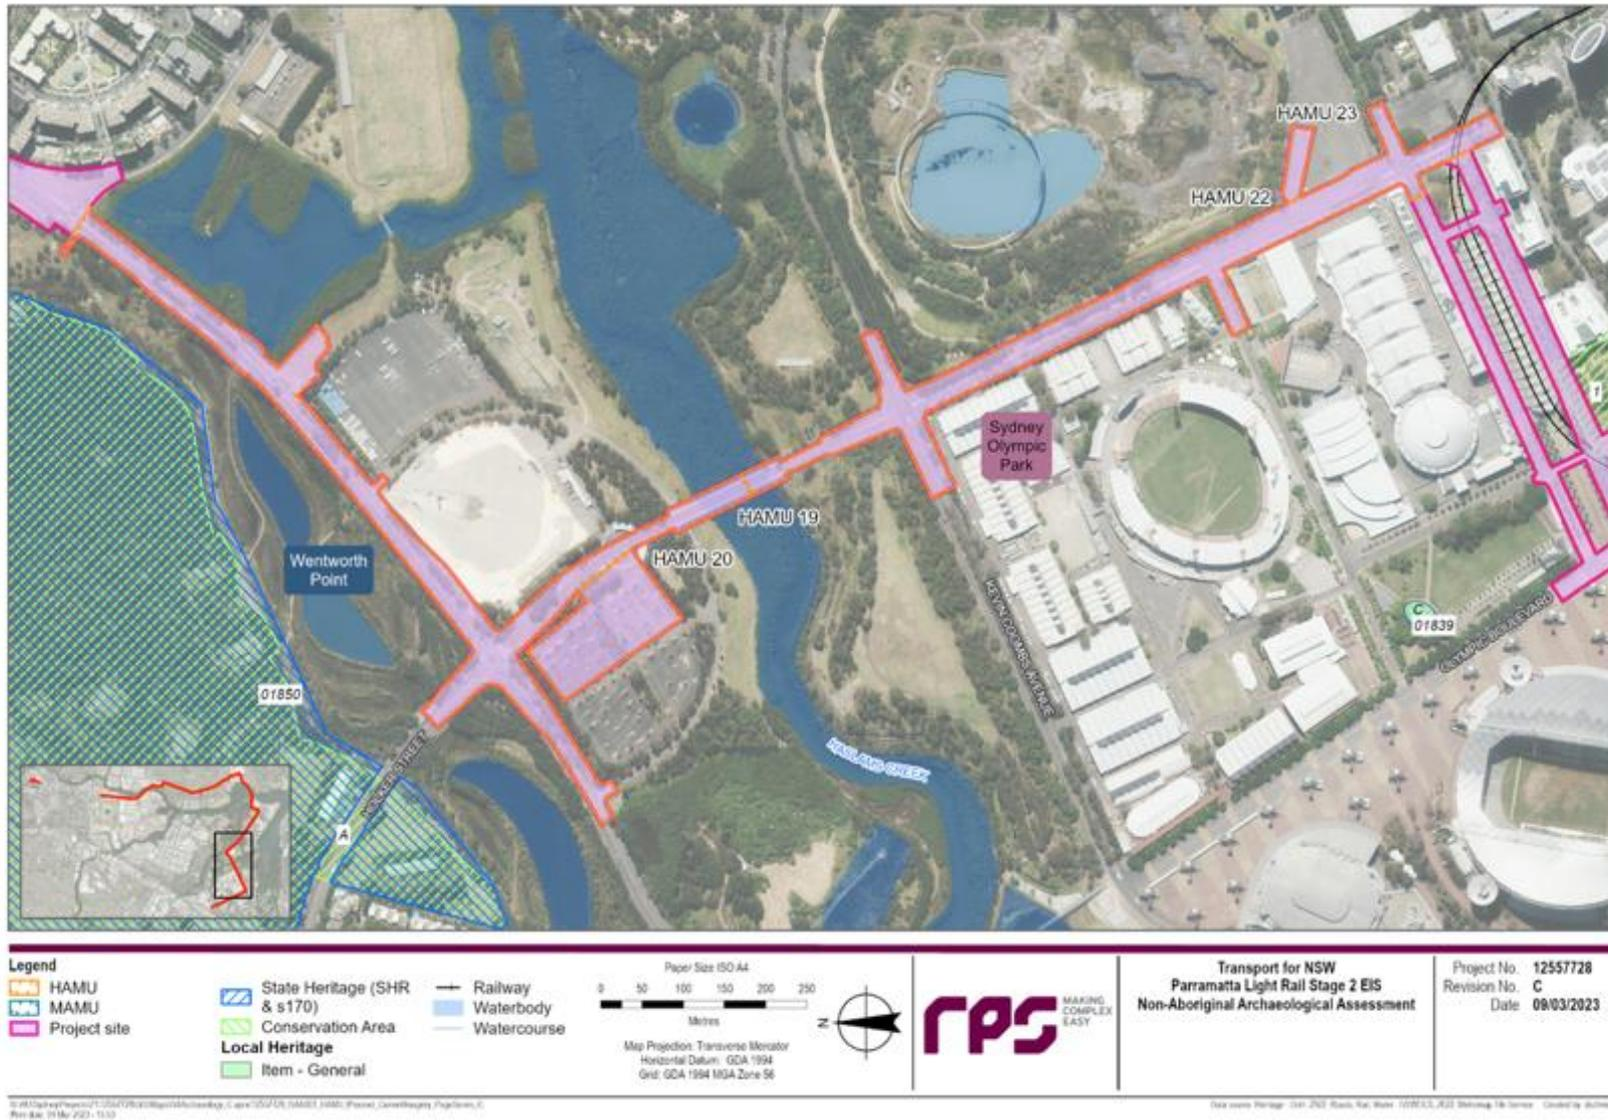 HAMU 23
HAMU 22
Sydney
Olympic
Park
HAMU 19
HAMU 20
Wentworth
Point
KEVIN COOMBS AVENUE
C
01839
OLYMPIC BOULEVARD
1
01850
HASLAMS CREEK
A
STREET
Legend
HAMU
MAMU
Project site
State Heritage (SHR
& s170)
Conservation Area
Local Heritage
Item - General
Railway
Waterbody
Watercourse
Paper Size ISO A4
0 50 100 150 200 250
Metres
Map Projection: Transverse Mercator
Horizontal Datum: GDA 1994
Grid: GDA 1994 MGA Zone 56
N
rps
MAKING
COMPLEX
EASY
Transport for NSW
Parramatta Light Rail Stage 2 EIS
Non-Aboriginal Archaeological Assessment
Project No. 12557728
Revision No. C
Date 09/03/2023